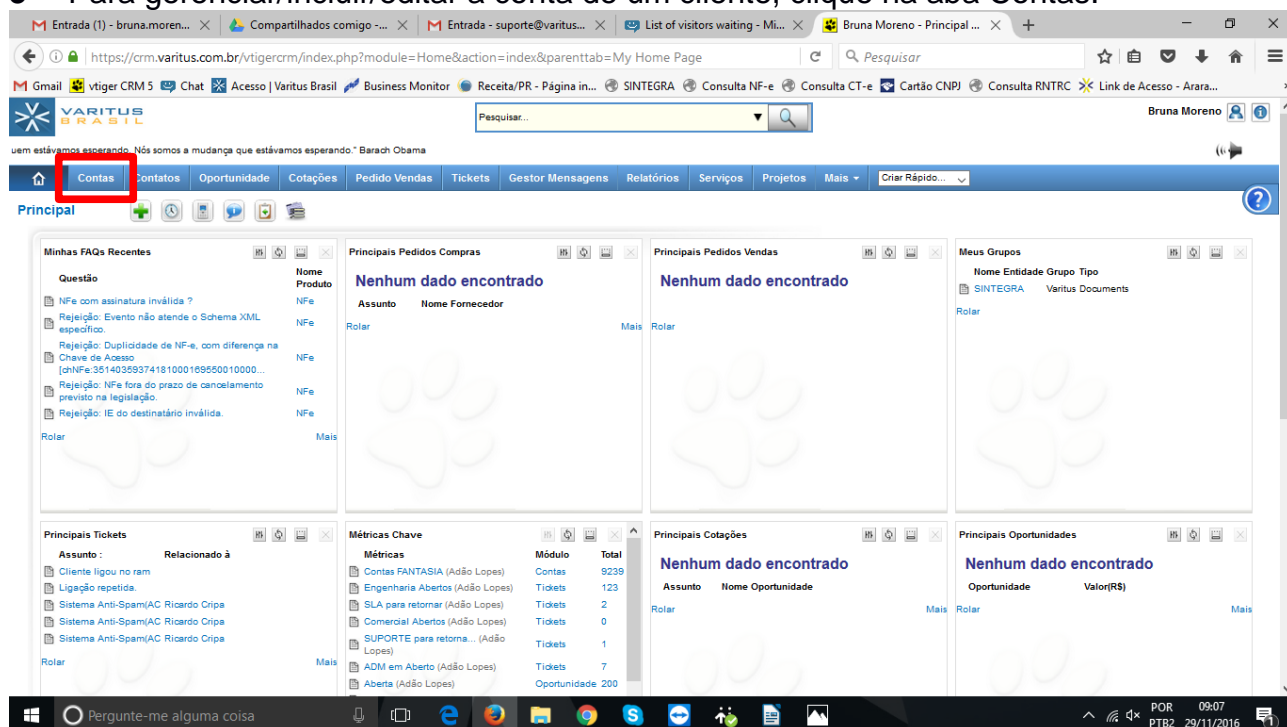 Para gerenciar/incluir/editar a conta de um cliente, clique na aba Contas.
Entrada (1) - bruna.moren...
Compartilhados comigo -...
Entrada - suporte@varitus...
List of visitors waiting - Mi...
Bruna Moreno - Principal ...
https://crm.varitus.com.br/vtigercrm/index.php?module=Home&action=index&parenttab=My Home Page
Pesquisar
Gmail vtiger CRM 5 Chat Acesso | Varitus Brasil Business Monitor Receita/PR - Página in... SINTEGRA Consulta NF-e Consulta CT-e Cartão CNPJ Consulta RNTRC Link de Acesso - Arara...
VARITUS
BRASIL
Pesquisar...
Bruna Moreno
uem estávamos esperando. Nós somos a mudança que estávamos esperando." Barach Obama
Contas Contatos Oportunidade Cotações Pedido Vendas Tickets Gestor Mensagens Relatórios Serviços Projetos Mais Criar Rápido...
Principal
Minhas FAQs Recentes
Questão Nome Produto
NFe com assinatura inválida ? NFe
Rejeição: Evento não atende o Schema XML específico. NFe
Rejeição: Duplicidade de NF-e, com diferença na Chave de Acesso [chNFe:35140359374181000169550010000... NFe
Rejeição: NFe fora do prazo de cancelamento previsto na legislação. NFe
Rejeição: IE do destinatário inválida. NFe
Rolar Mais
Principais Pedidos Compras
Nenhum dado encontrado
Assunto Nome Fornecedor
Rolar Mais
Principais Pedidos Vendas
Nenhum dado encontrado
Rolar
Meus Grupos
Nome Entidade Grupo Tipo
SINTEGRA Varitus Documents
Rolar
Principais Tickets
Assunto : Relacionado à
Cliente ligou no ram
Ligação repetida.
Sistema Anti-Spam(AC Ricardo Cripa
Sistema Anti-Spam(AC Ricardo Cripa
Sistema Anti-Spam(AC Ricardo Cripa
Rolar Mais
Métricas Chave
Métricas Módulo Total
Contas FANTASIA (Adão Lopes) Contas 9239
Engenharia Abertos (Adão Lopes) Tickets 123
SLA para retornar (Adão Lopes) Tickets 2
Comercial Abertos (Adão Lopes) Tickets 0
SUPORTE para retorna... (Adão Lopes) Tickets 1
ADM em Aberto (Adão Lopes) Tickets 7
Aberta (Adão Lopes) Oportunidade 200
Principais Cotações
Nenhum dado encontrado
Assunto Nome Oportunidade
Rolar Mais
Principais Oportunidades
Nenhum dado encontrado
Oportunidade Valor(R$)
Rolar Mais
Pergunte-me alguma coisa
POR 09:07
PTB2 29/11/2016